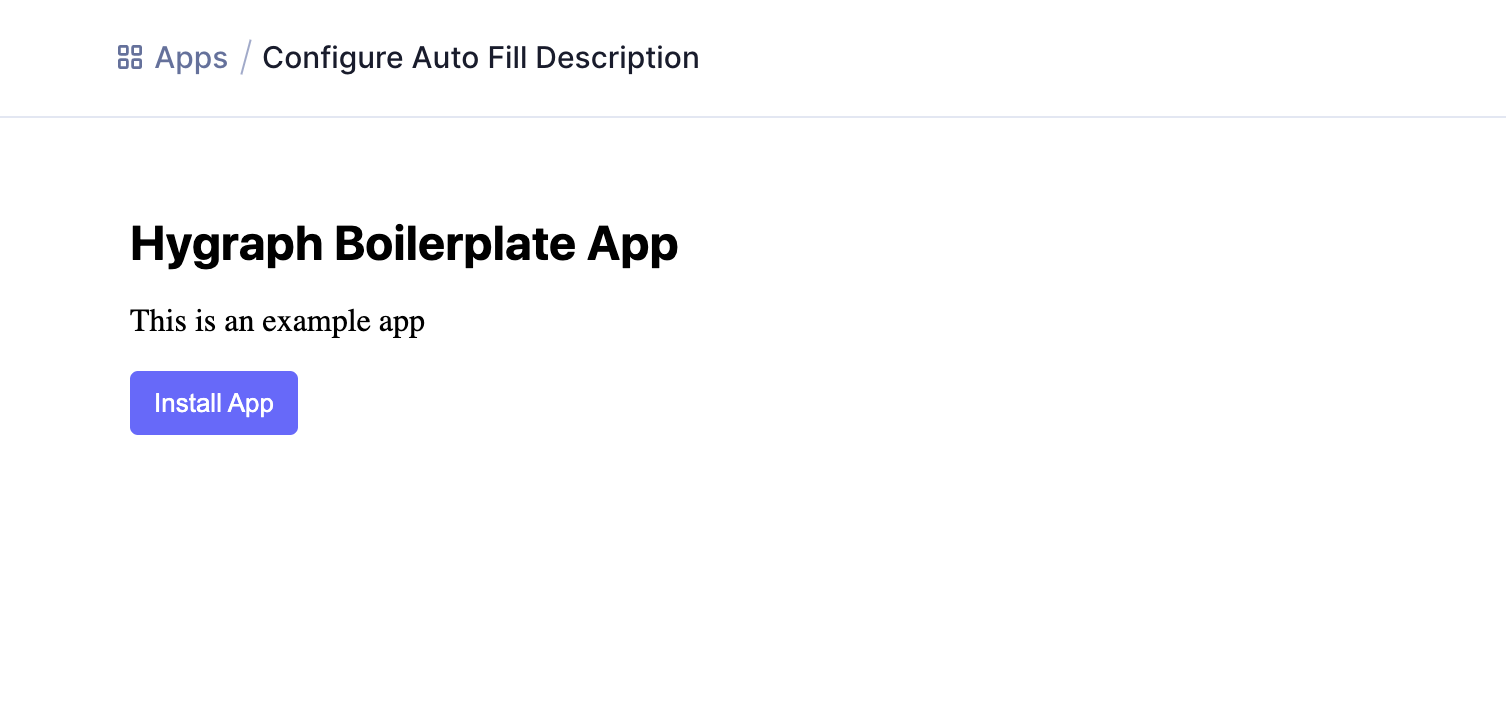 Apps / Configure Auto Fill Description
Hygraph Boilerplate App
This is an example app
Install App